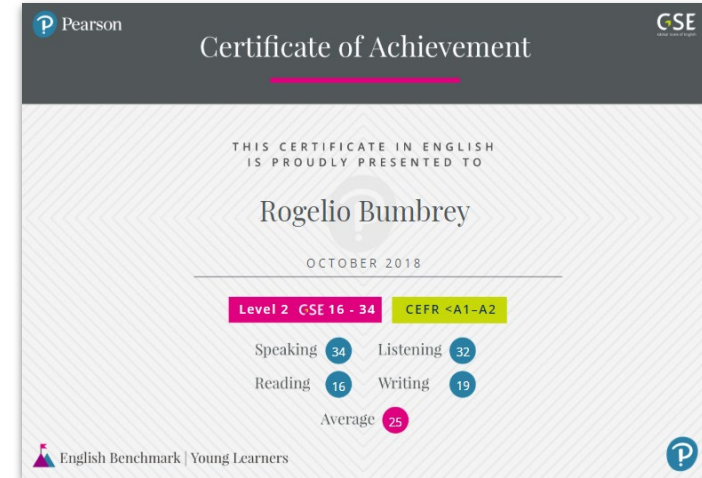 Pearson
GSE
Certificate of Achievement
THIS CERTIFICATE IN ENGLISH
IS PROUDLY PRESENTED TO
Rogelio Bumbrey
OCTOBER 2018
Level 2 GSE 16 - 34 CEFR <A1–A2
Speaking 34 Listening 32
Reading 16 Writing 19
Average 25
English Benchmark | Young Learners